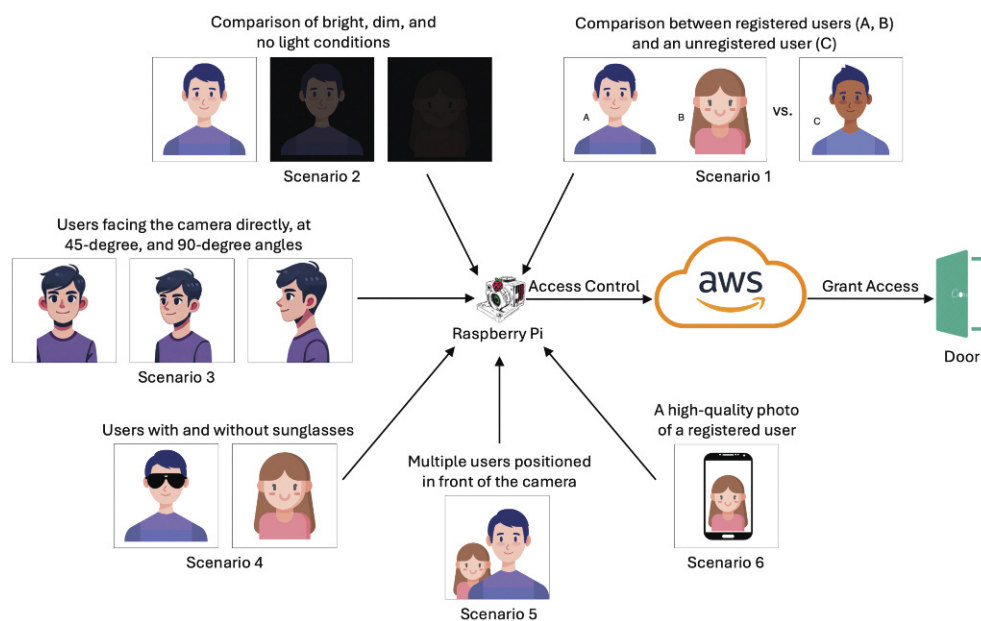 Comparison of bright, dim, and
no light conditions
Scenario 2
Comparison between registered users (A, B)
and an unregistered user (C)
A
B
vs.
C
Scenario 1
Users facing the camera directly, at
45-degree, and 90-degree angles
Scenario 3
Raspberry Pi
Access Control
aws
Grant Access
Door
Users with and without sunglasses
Scenario 4
Multiple users positioned
in front of the camera
Scenario 5
A high-quality photo
of a registered user
Scenario 6